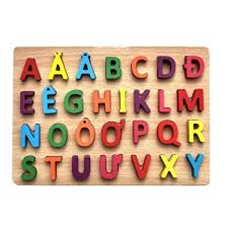 A Ă Â B C D Đ
E Ê G H I K L M
N O Ô Ơ P Q R
S T U Ư V X Y